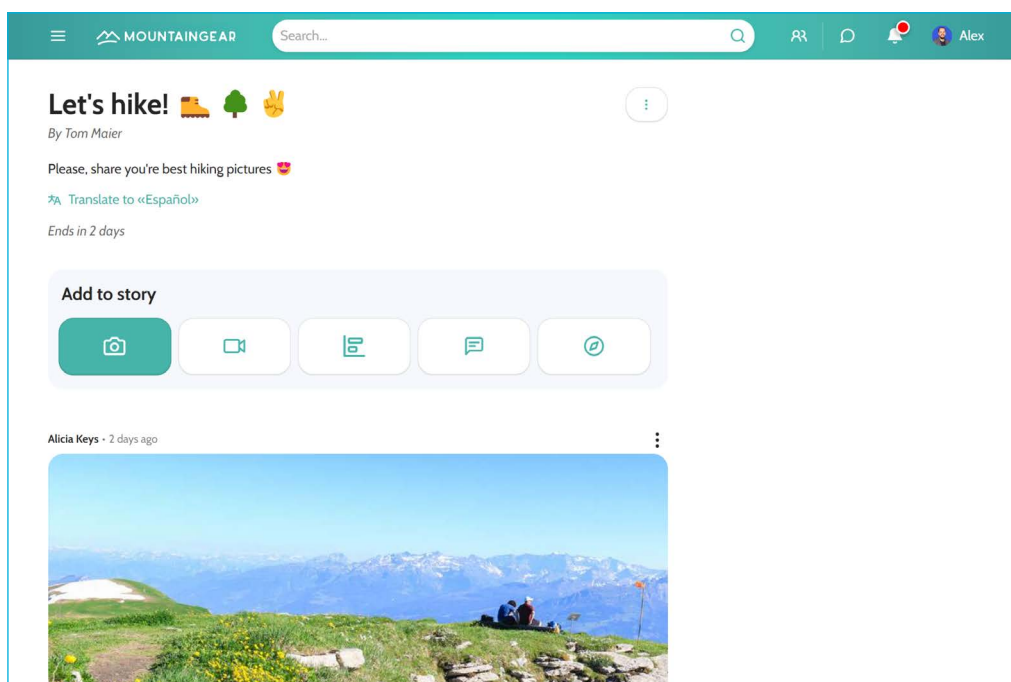 MOUNTAINGEAR
Search...
Alex
Let's hike! 🥾 🌳 ✌️
By Tom Maier
Please, share you're best hiking pictures 😍
Translate to «Español»
Ends in 2 days
Add to story
Alicia Keys • 2 days ago